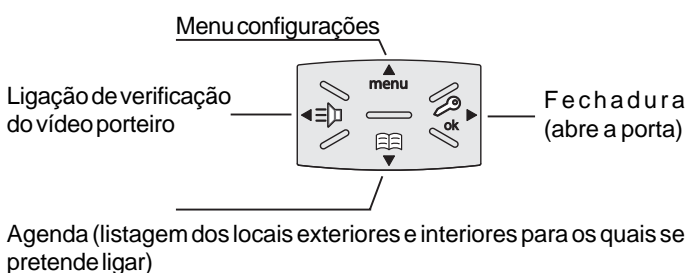 Menu configurações
menu
Ligação de verificação
do vídeo porteiro
ok
Fechadura
(abre a porta)
Agenda (listagem dos locais exteriores e interiores para os quais se
pretende ligar)